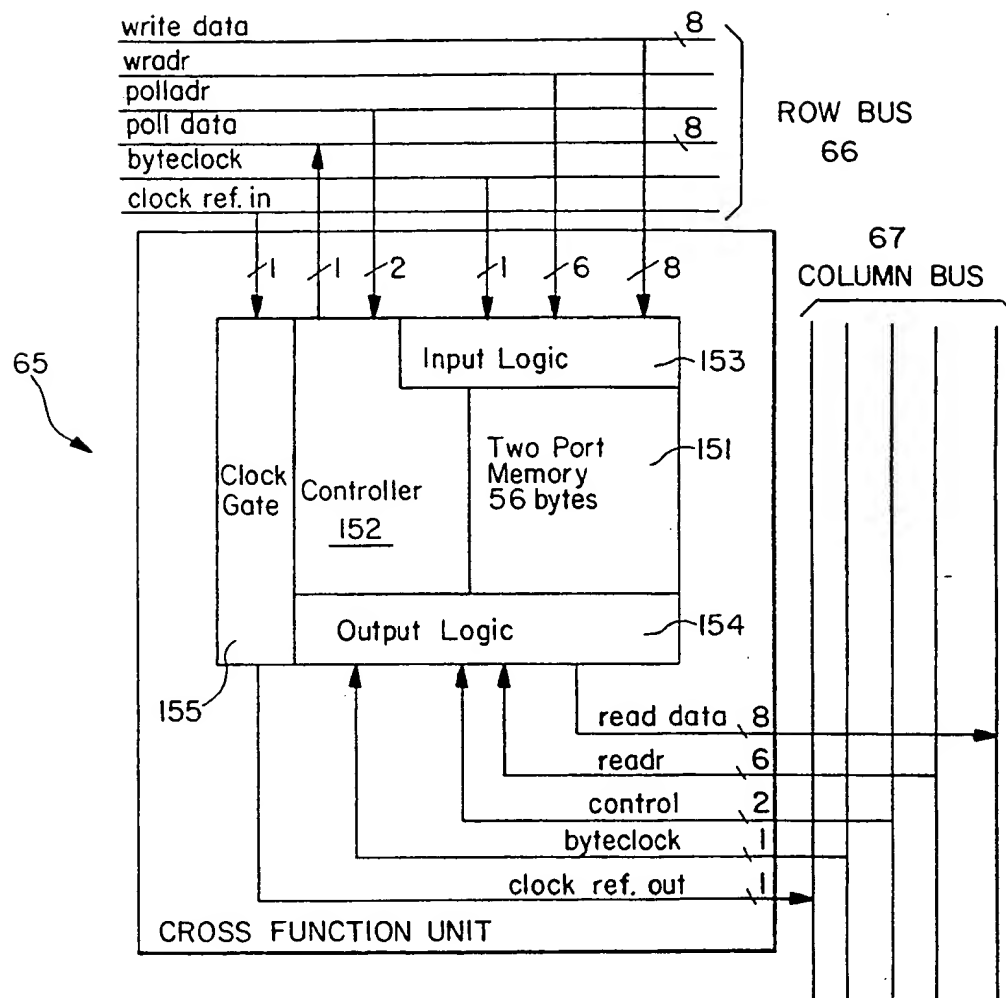 write data 8
wradr
polladr
poll data 8
byteclock
clock ref. in
ROW BUS
66
67
COLUMN BUS
1 1 2 1 6 8
65
Input Logic 153
Clock
Gate
Controller
152
Two Port
Memory
56 bytes
151
Output Logic 154
155
read data 8
readr 6
control 2
byteclock 1
clock ref. out 1
CROSS FUNCTION UNIT